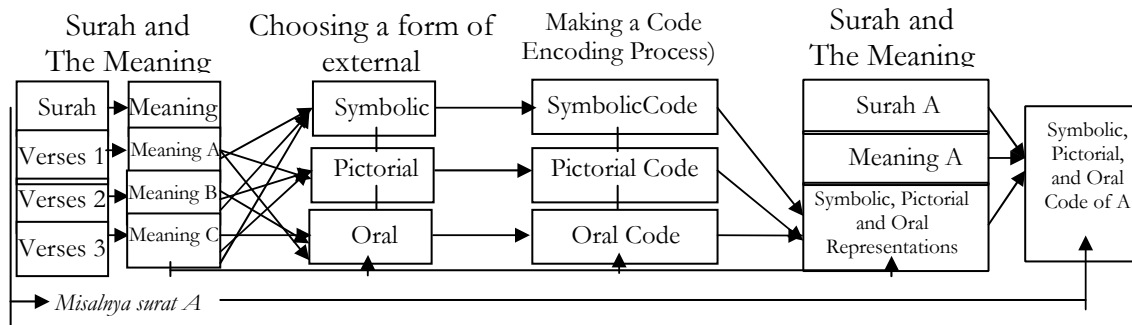 Surah and
The Meaning
Choosing a form of
external
Making a Code
Encoding Process)
Surah and
The Meaning
Surah
Meaning
Verses 1
Meaning A
Verses 2
Meaning B
Verses 3
Meaning C
Symbolic
Pictorial
Oral
SymbolicCode
Pictorial Code
Oral Code
Surah A
Meaning A
Symbolic, Pictorial
and Oral
Representations
Symbolic,
Pictorial,
and Oral
Code of A
Misalnya surat A